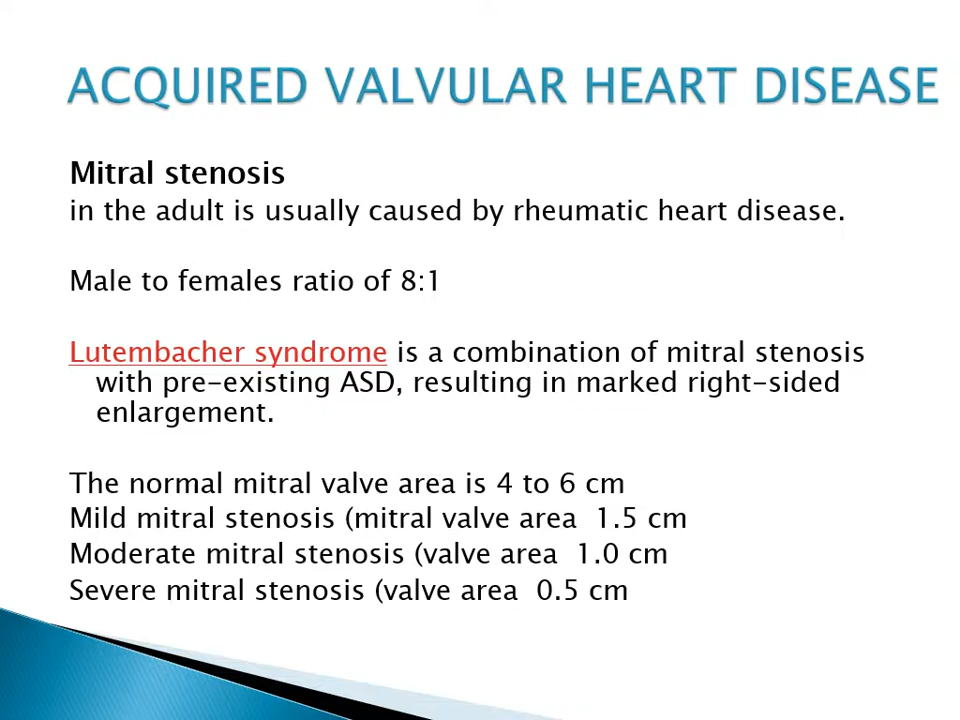 ACQUIRED VALVULAR HEART DISEASE
Mitral stenosis
in the adult is usually caused by rheumatic heart disease.
Male to females ratio of 8:1
Lutembacher syndrome is a combination of mitral stenosis
with pre-existing ASD, resulting in marked right-sided
enlargement.
The normal mitral valve area is 4 to 6 cm
Mild mitral stenosis (mitral valve area  1.5 cm
Moderate mitral stenosis (valve area  1.0 cm
Severe mitral stenosis (valve area  0.5 cm